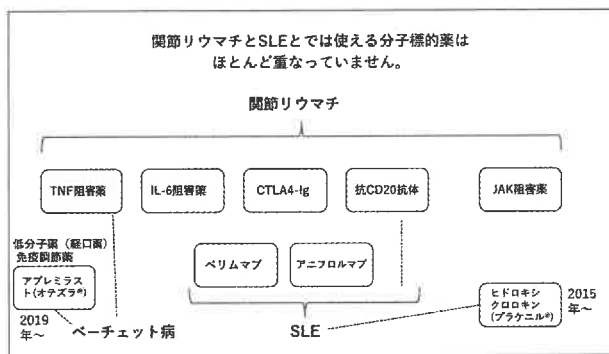 関節リウマチとSLEとでは使える分子標的薬は
ほとんど重なっていません。
関節リウマチ
TNF阻害薬
IL-6阻害薬
CTLA4-Ig
抗CD20抗体
JAK阻害薬
低分子薬（経口薬）
免疫調節薬
アプレミラス
ト(オテズラ®)
2019
年～
ベーチェット病
ベリムマブ
アニフロルマブ
SLE
ヒドロキシ
クロロキン
(プラケニル®)
2015
年～